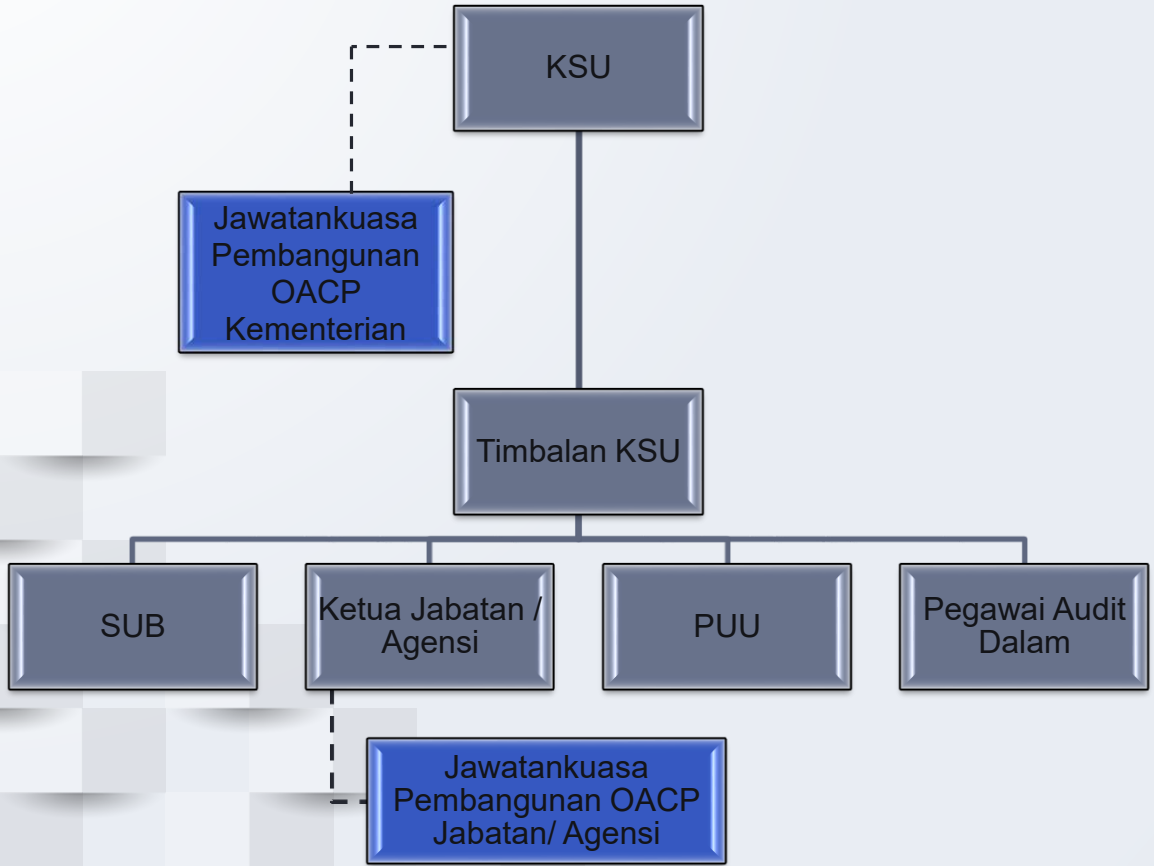 KSU
Jawatankuasa
Pembangunan
OACP
Kementerian
Timbalan KSU
SUB
Ketua Jabatan /
Agensi
PUU
Pegawai Audit
Dalam
Jawatankuasa
Pembangunan OACP
Jabatan/ Agensi